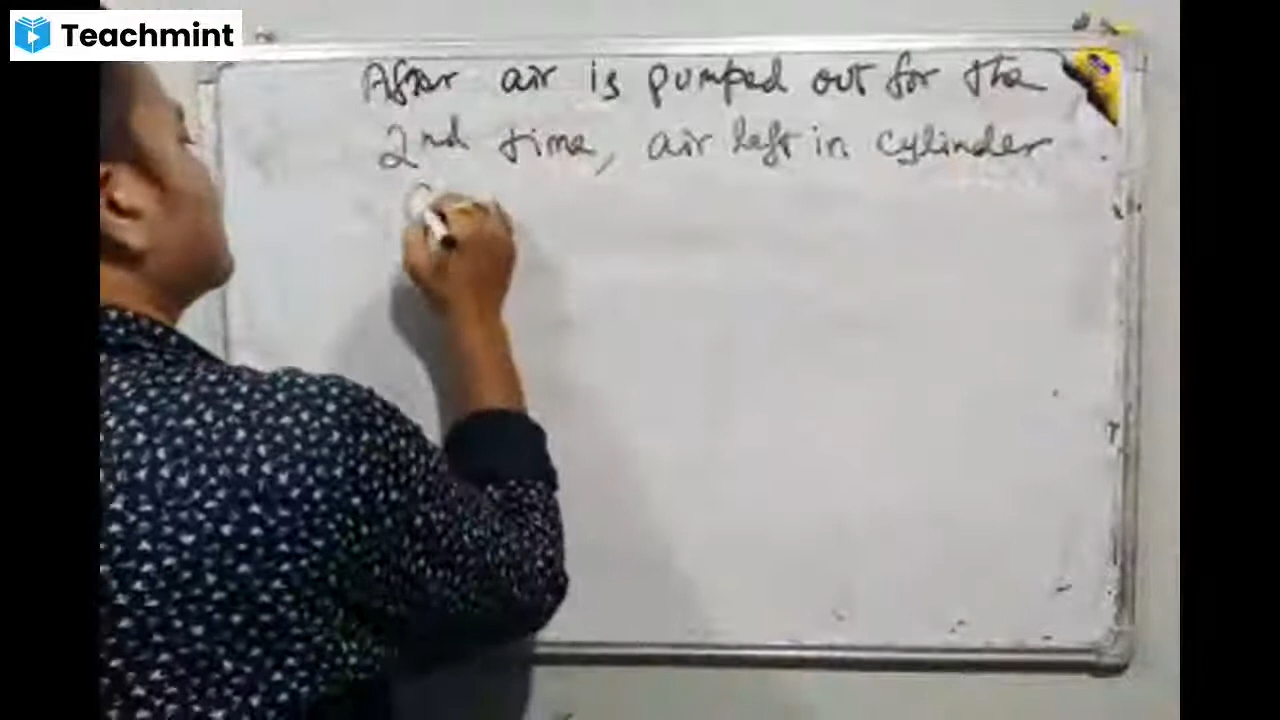 Teachmint
After air is pumped out for the
2nd time, air left in cylinder